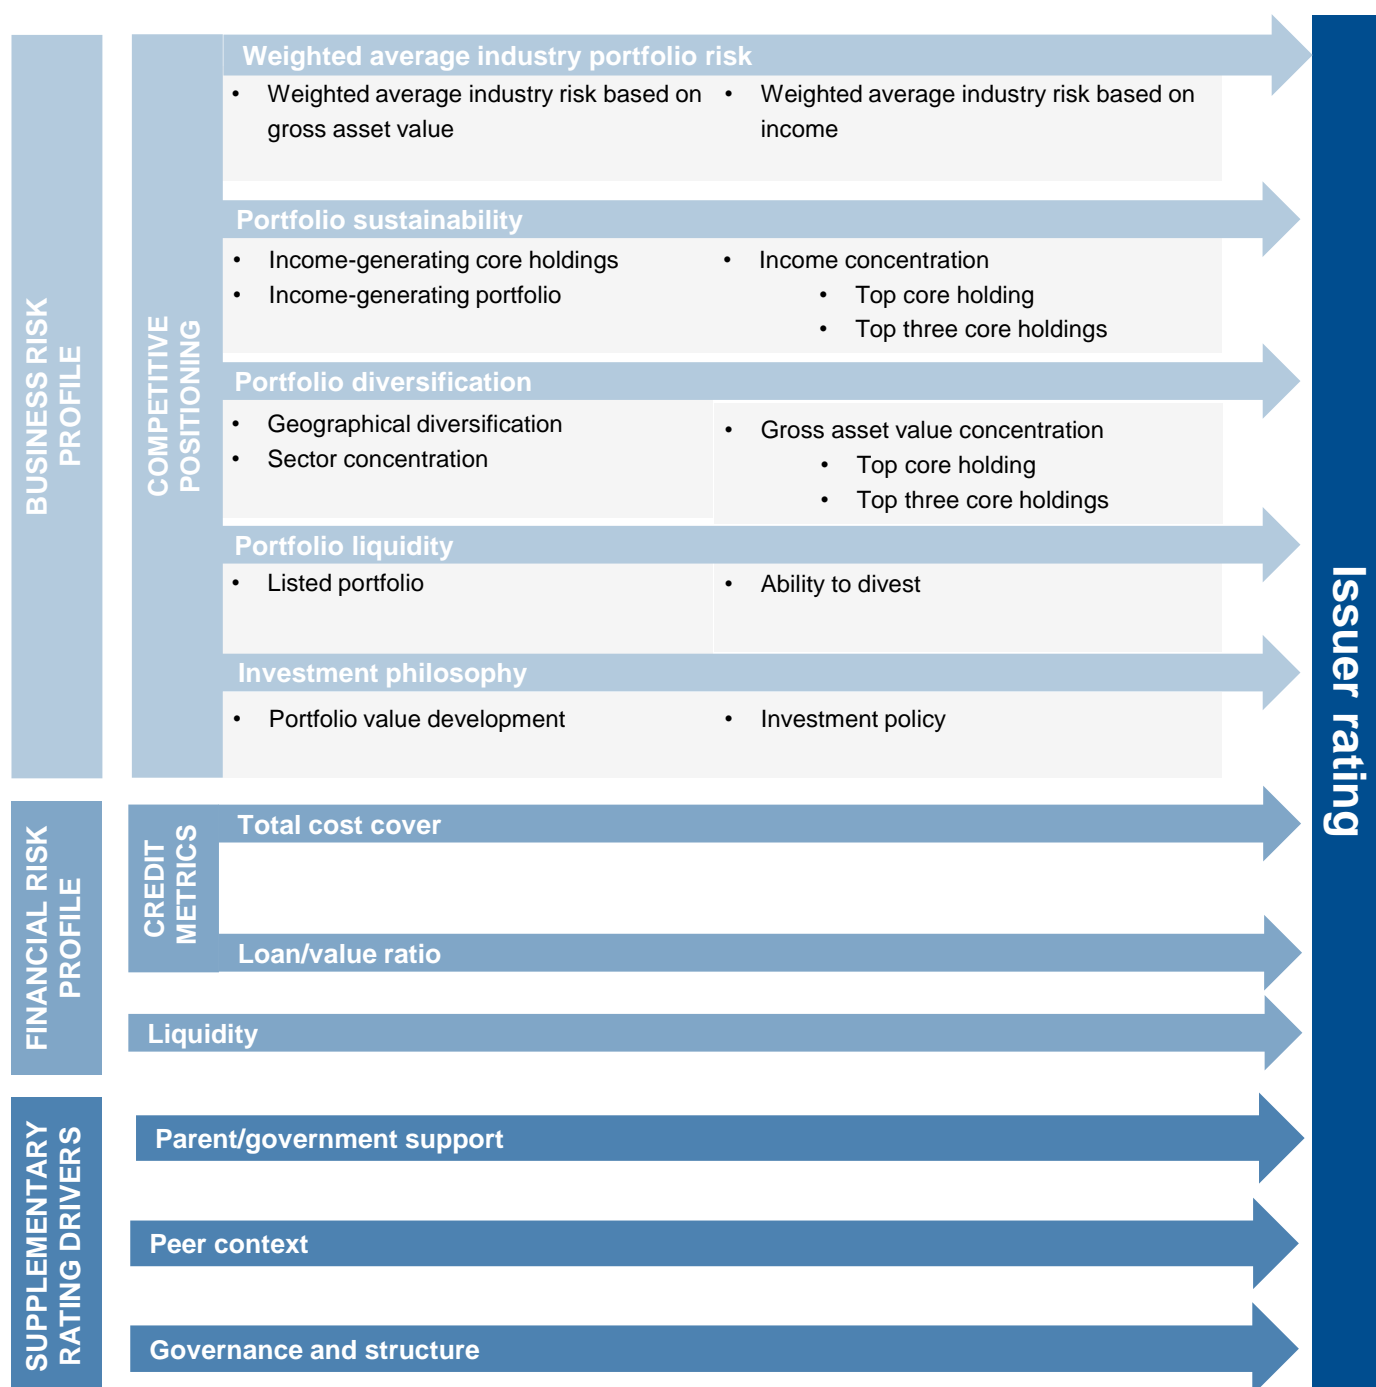 BUSINESS RISK
PROFILE
COMPETITIVE
POSITIONING
Weighted average industry portfolio risk
• Weighted average industry risk based on
gross asset value
• Weighted average industry risk based on
income
Portfolio sustainability
• Income-generating core holdings
• Income-generating portfolio
• Income concentration
• Top core holding
• Top three core holdings
Portfolio diversification
• Geographical diversification
• Sector concentration
• Gross asset value concentration
• Top core holding
• Top three core holdings
Portfolio liquidity
• Listed portfolio
• Ability to divest
Investment philosophy
• Portfolio value development
• Investment policy
FINANCIAL RISK
PROFILE
CREDIT
METRICS
Total cost cover
Loan/value ratio
Liquidity
SUPPLEMENTARY
RATING DRIVERS
Parent/government support
Peer context
Governance and structure
Issuer rating